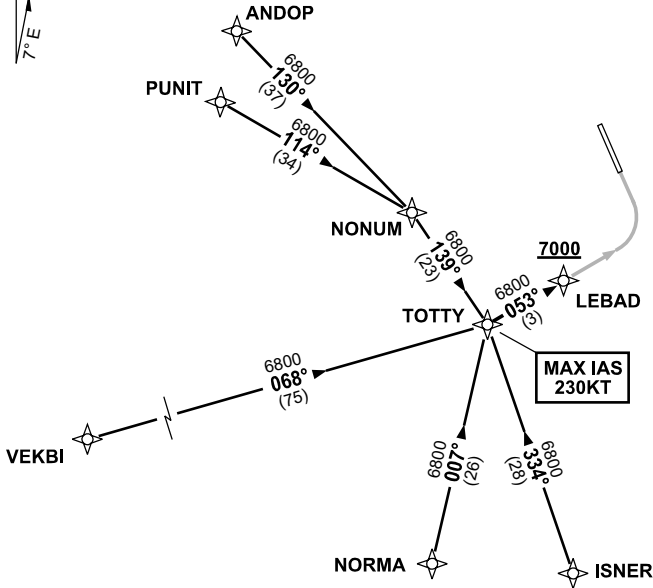 7° E
ANDOP
6800
130°
(37)
PUNIT
6800
114°
(34)
NONUM
6800
139°
(23)
7000
TOTTY
6800
053°
(3)
LEBAD
MAX IAS
230KT
6800
068°
(75)
VEKBI
6800
007°
(26)
6800
334°
(28)
NORMA
ISNER